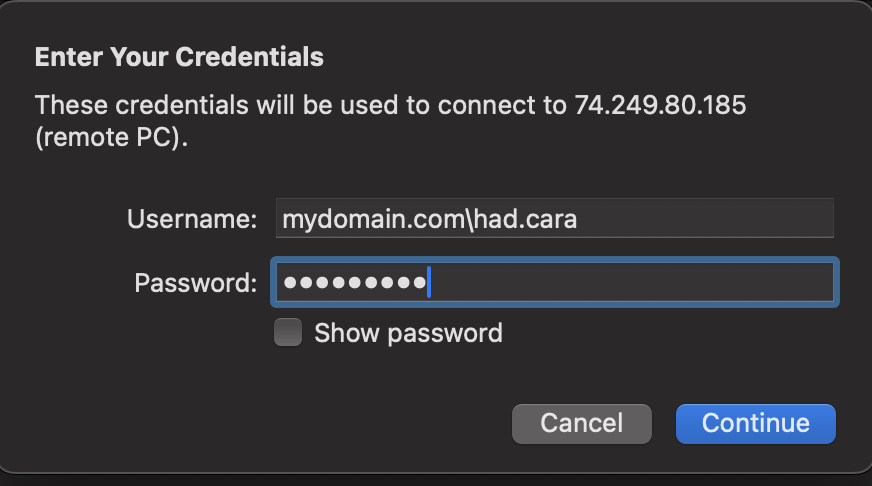 Enter Your Credentials
These credentials will be used to connect to 74.249.80.185
(remote PC).
Username: mydomain.com\had.cara
Password: •••••••••
Show password
Cancel Continue